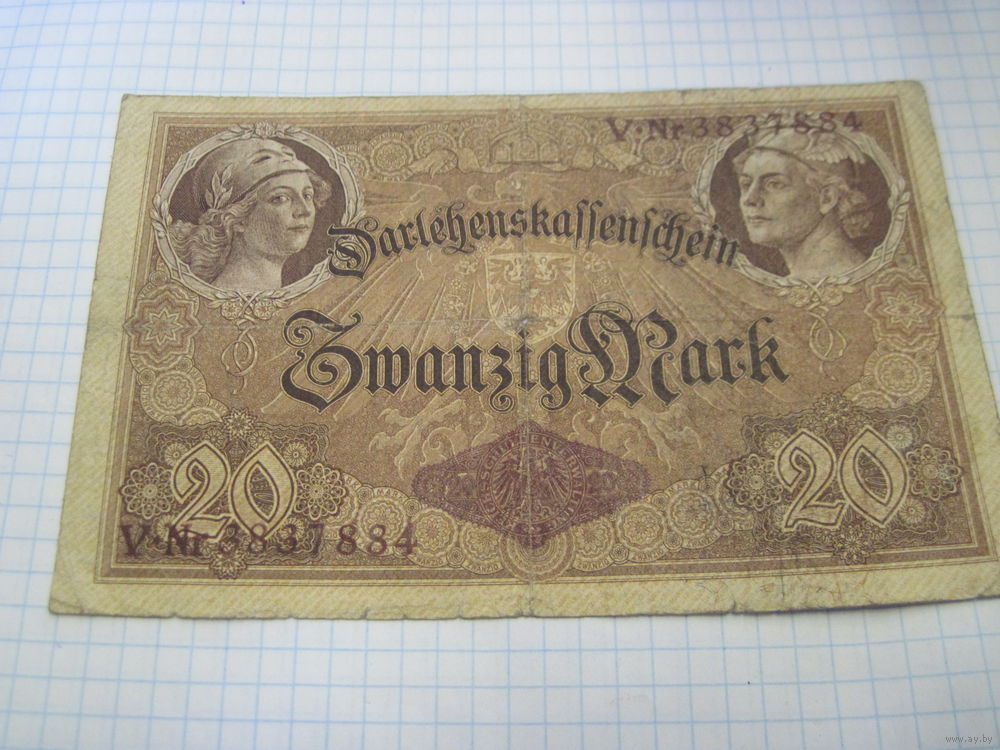 V·Nr 3837884
Darlehenskassenschein
Zwanzig Mark
20 20
V·Nr 3837884
www.ay.by